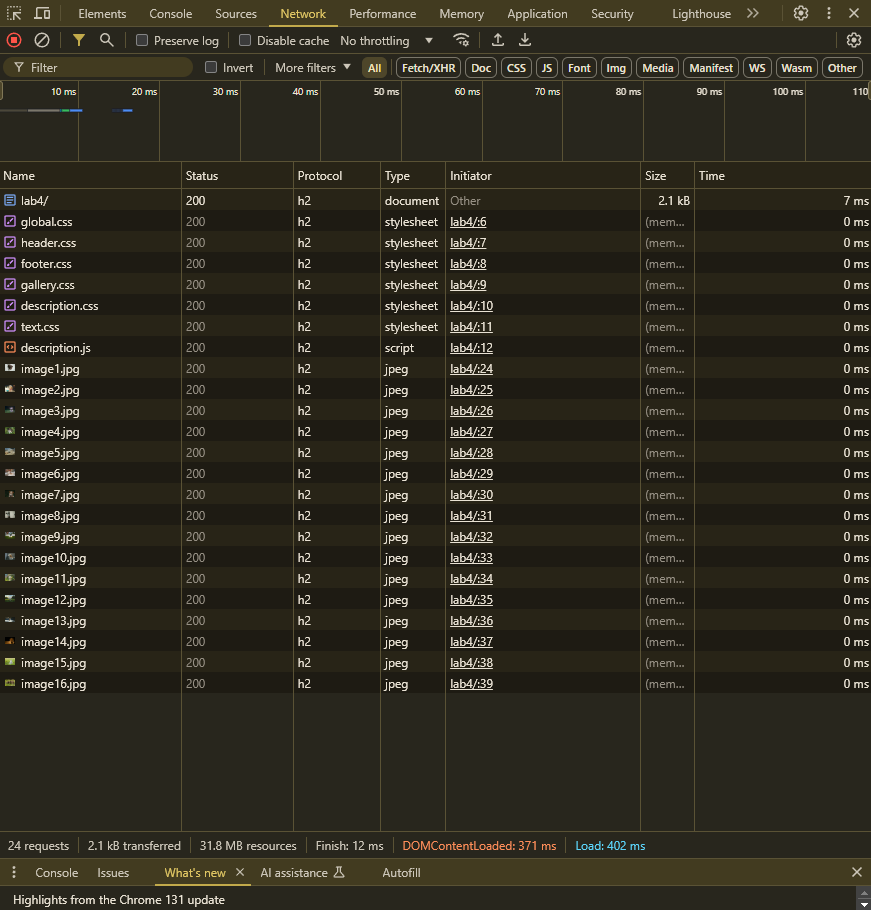 Elements Console Sources Network Performance Memory Application Security Lighthouse
Preserve log Disable cache No throttling
Filter Invert More filters All Fetch/XHR Doc CSS JS Font Img Media Manifest WS Wasm Other
10 ms 20 ms 30 ms 40 ms 50 ms 60 ms 70 ms 80 ms 90 ms 100 ms 110
Name Status Protocol Type Initiator Size Time
lab4/ 200 h2 document Other 2.1 kB 7 ms
global.css 200 h2 stylesheet lab4/:6 (mem... 0 ms
header.css 200 h2 stylesheet lab4/:7 (mem... 0 ms
footer.css 200 h2 stylesheet lab4/:8 (mem... 0 ms
gallery.css 200 h2 stylesheet lab4/:9 (mem... 0 ms
description.css 200 h2 stylesheet lab4/:10 (mem... 0 ms
text.css 200 h2 stylesheet lab4/:11 (mem... 0 ms
description.js 200 h2 script lab4/:12 (mem... 0 ms
image1.jpg 200 h2 jpeg lab4/:24 (mem... 0 ms
image2.jpg 200 h2 jpeg lab4/:25 (mem... 0 ms
image3.jpg 200 h2 jpeg lab4/:26 (mem... 0 ms
image4.jpg 200 h2 jpeg lab4/:27 (mem... 0 ms
image5.jpg 200 h2 jpeg lab4/:28 (mem... 0 ms
image6.jpg 200 h2 jpeg lab4/:29 (mem... 0 ms
image7.jpg 200 h2 jpeg lab4/:30 (mem... 0 ms
image8.jpg 200 h2 jpeg lab4/:31 (mem... 0 ms
image9.jpg 200 h2 jpeg lab4/:32 (mem... 0 ms
image10.jpg 200 h2 jpeg lab4/:33 (mem... 0 ms
image11.jpg 200 h2 jpeg lab4/:34 (mem... 0 ms
image12.jpg 200 h2 jpeg lab4/:35 (mem... 0 ms
image13.jpg 200 h2 jpeg lab4/:36 (mem... 0 ms
image14.jpg 200 h2 jpeg lab4/:37 (mem... 0 ms
image15.jpg 200 h2 jpeg lab4/:38 (mem... 0 ms
image16.jpg 200 h2 jpeg lab4/:39 (mem... 0 ms
24 requests 2.1 kB transferred 31.8 MB resources Finish: 12 ms DOMContentLoaded: 371 ms Load: 402 ms
Console Issues What's new AI assistance Autofill
Highlights from the Chrome 131 update